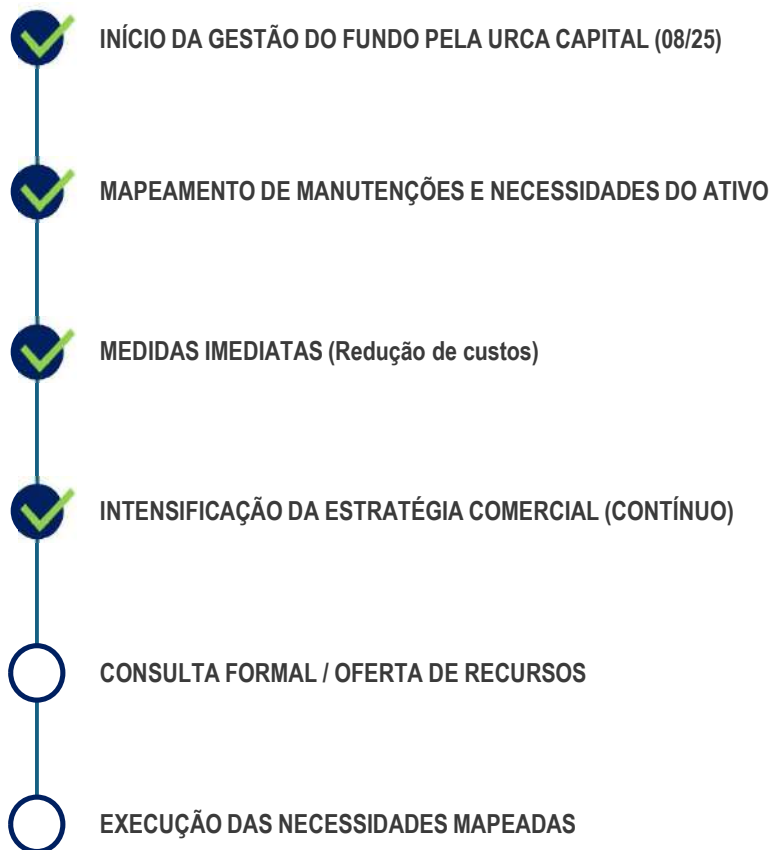 INÍCIO DA GESTÃO DO FUNDO PELA URCA CAPITAL (08/25)
MAPEAMENTO DE MANUTENÇÕES E NECESSIDADES DO ATIVO
MEDIDAS IMEDIATAS (Redução de custos)
INTENSIFICAÇÃO DA ESTRATÉGIA COMERCIAL (CONTÍNUO)
CONSULTA FORMAL / OFERTA DE RECURSOS
EXECUÇÃO DAS NECESSIDADES MAPEADAS